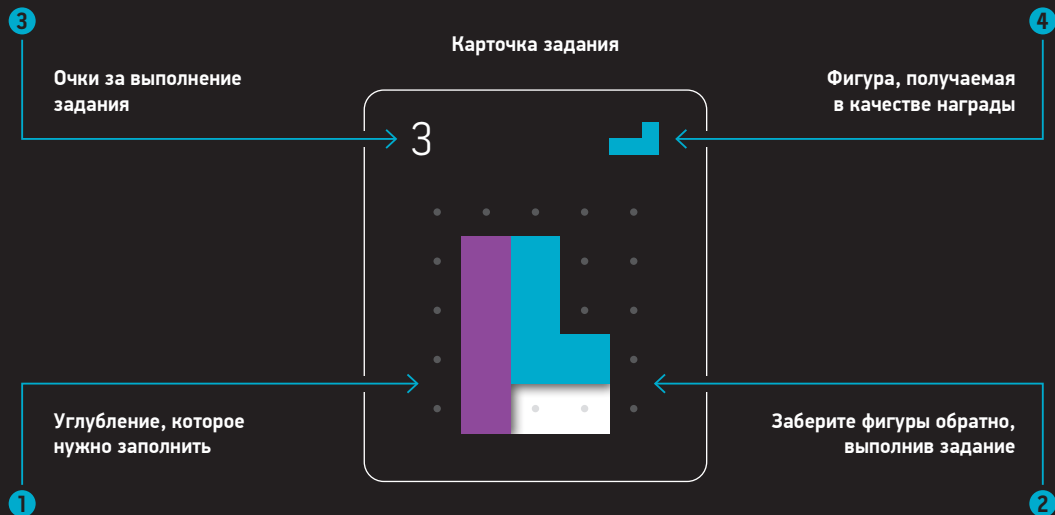 3
4
Карточка задания
Очки за выполнение
задания
Фигура, получаемая
в качестве награды
3
Углубление, которое
нужно заполнить
Заберите фигуры обратно,
выполнив задание
1
2